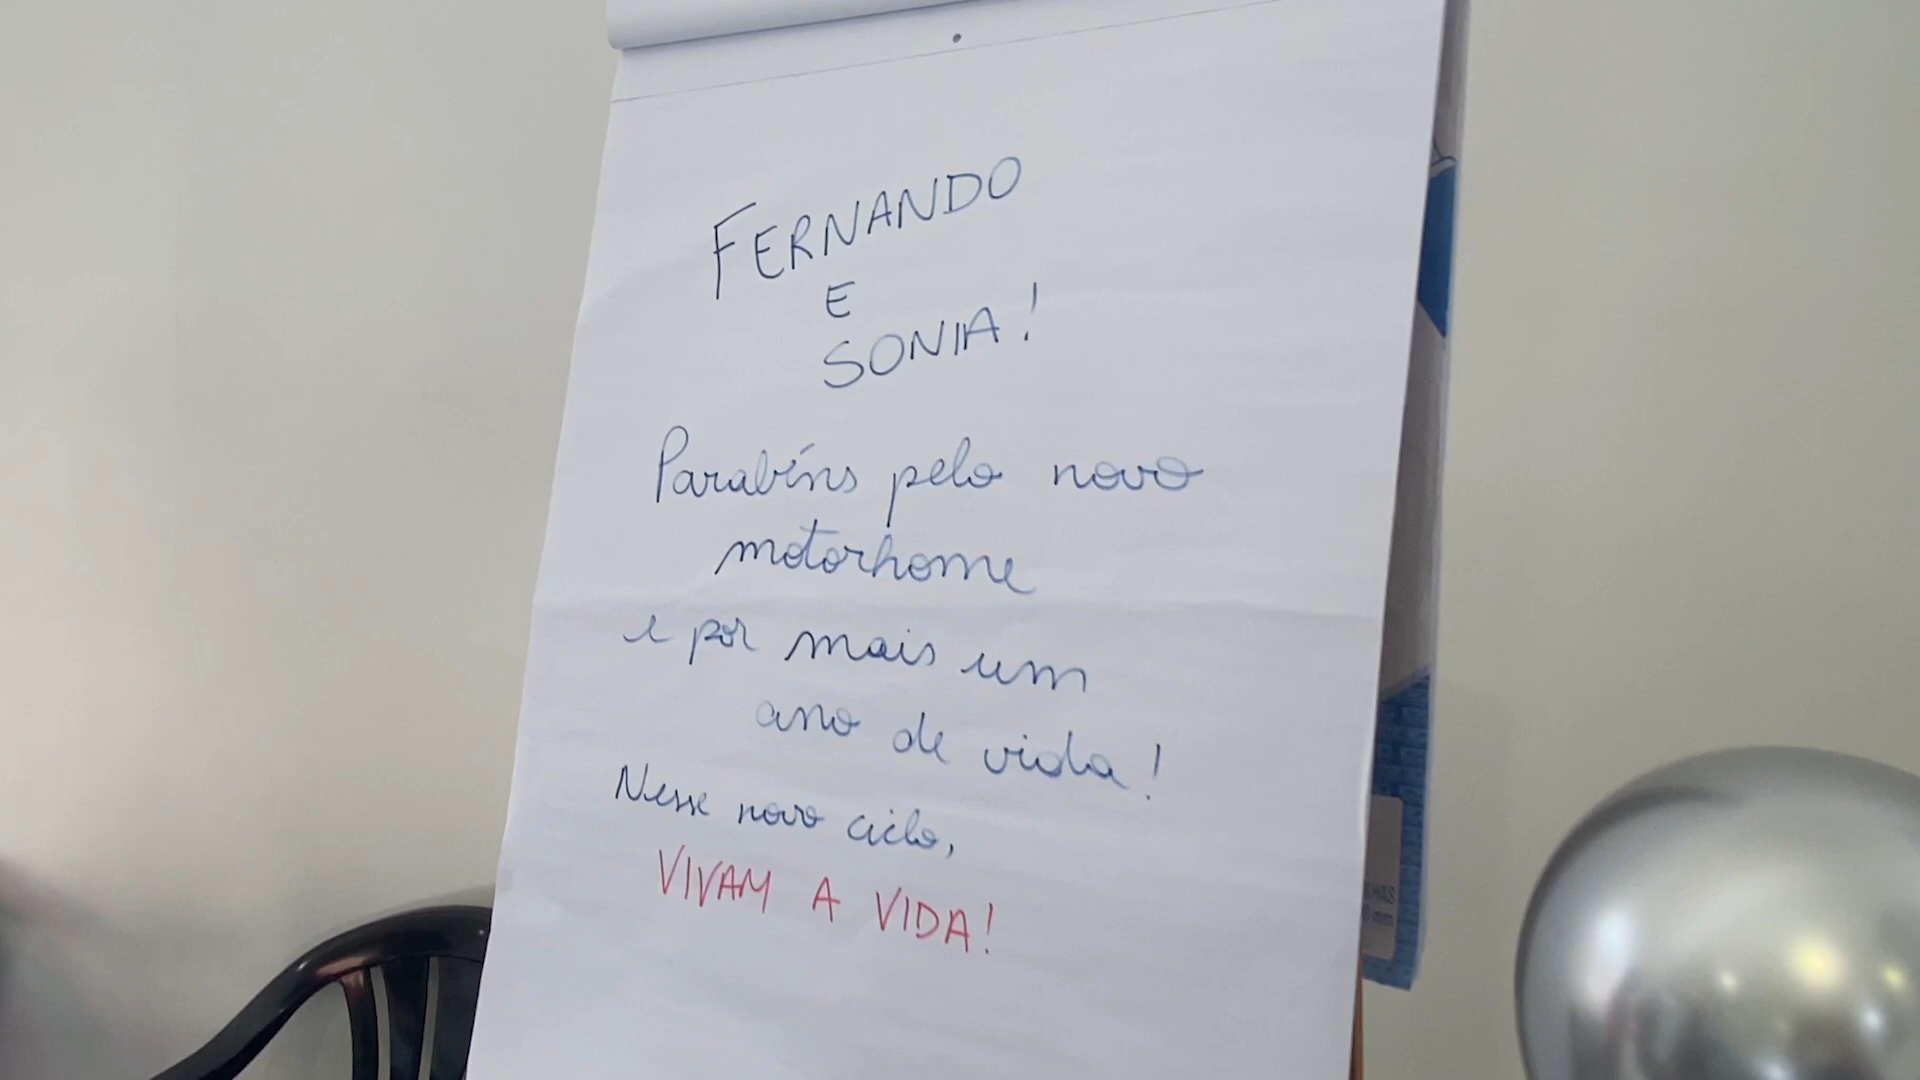 FERNANDO
E
SONIA!
Parabéns pelo novo
motorhome
e por mais um
ano de vida!
Nesse novo ciclo,
VIVAM A VIDA!